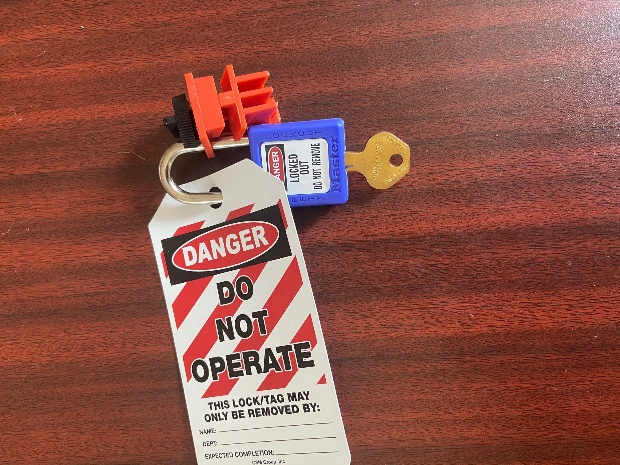 LOCKOUT
DANGER
LOCKED
OUT
DO NOT REMOVE
Master
DANGER
DO
NOT
OPERATE
THIS LOCK/TAG MAY
ONLY BE REMOVED BY:
NAME:
DEPT:
EXPECTED COMPLETION: